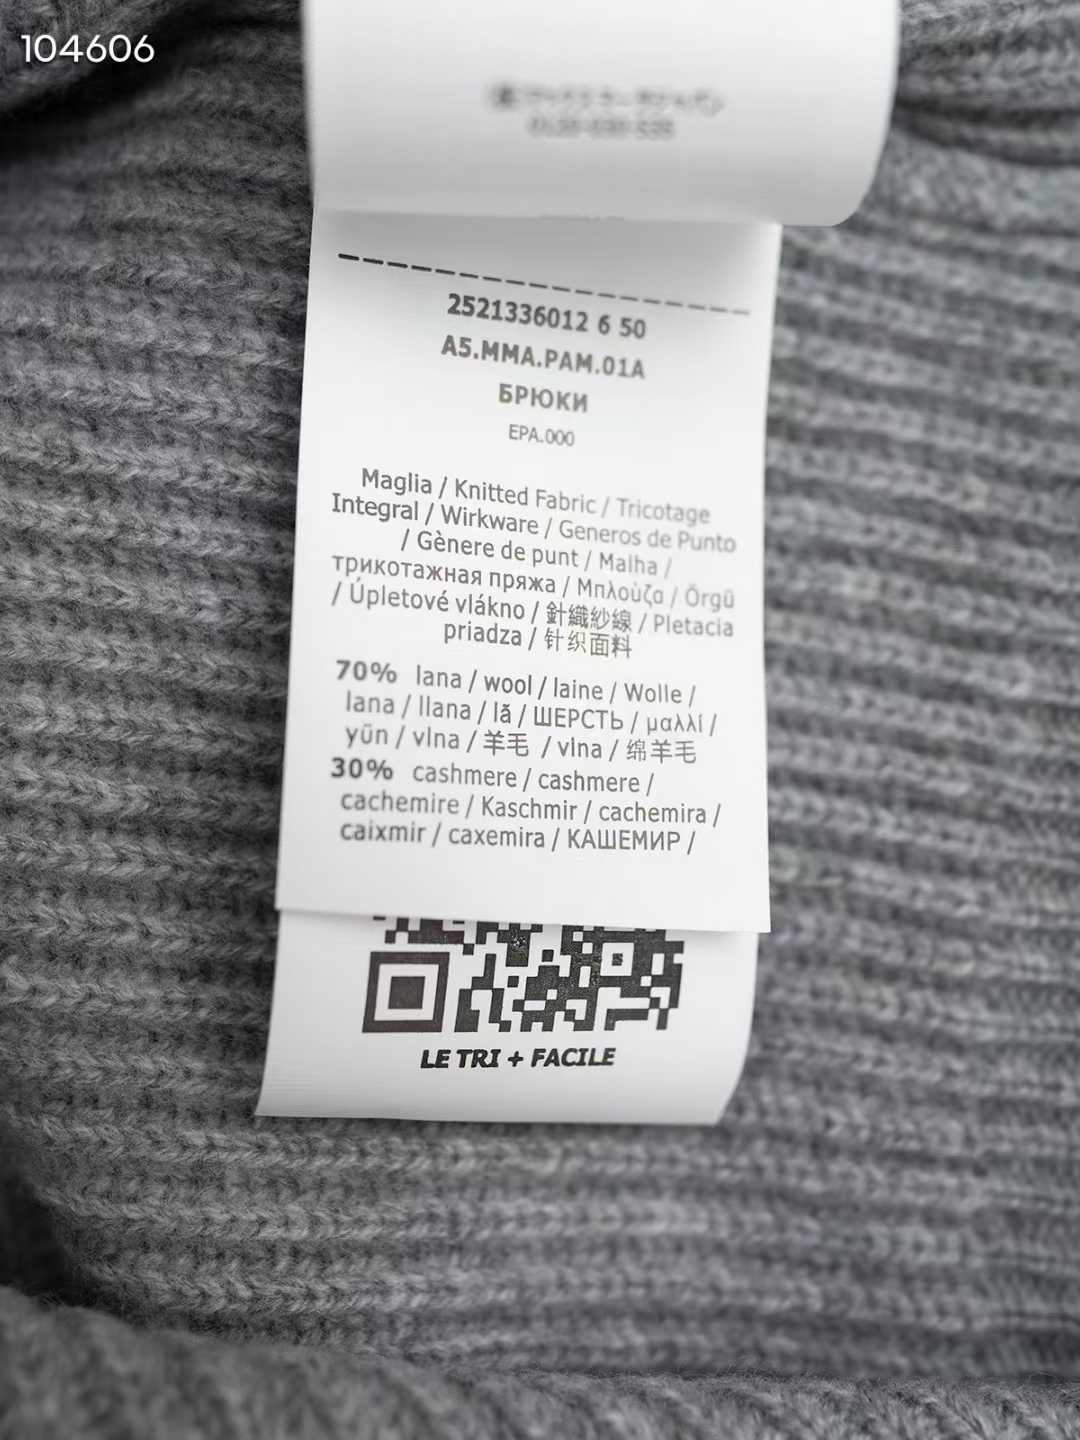 104606
2521336012 6 50
A5.MMA.PAM.01A
БРЮКИ
EPA.000
Maglia / Knitted Fabric / Tricotage
Integral / Wirkware / Generos de Punto
/ Gènere de punt / Malha /
трикотажная пряжа / Μπλοὐζα / Örgü
/ Úpletové vlákno / 針織紗線 / Pletacia
priadza / 针织面料
70% lana / wool / laine / Wolle /
lana / llana / lă / ШЕРСТЬ / μαλλί /
yün / vlna / 羊毛 / vlna / 绵羊毛
30% cashmere / cashmere /
cachemire / Kaschmir / cachemira /
caixmir / caxemira / КАШЕМИР /
LE TRI + FACILE